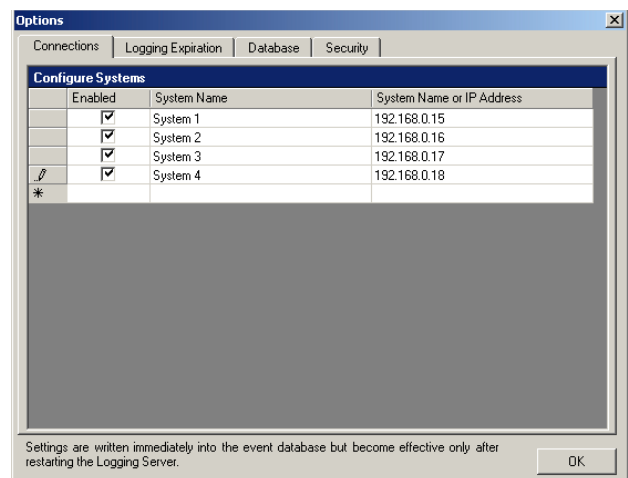 Options
Connections Logging Expiration Database Security
Configure Systems
Enabled System Name System Name or IP Address
System 1 192.168.0.15
System 2 192.168.0.16
System 3 192.168.0.17
System 4 192.168.0.18
Settings are written immediately into the event database but become effective only after
restarting the Logging Server.
OK